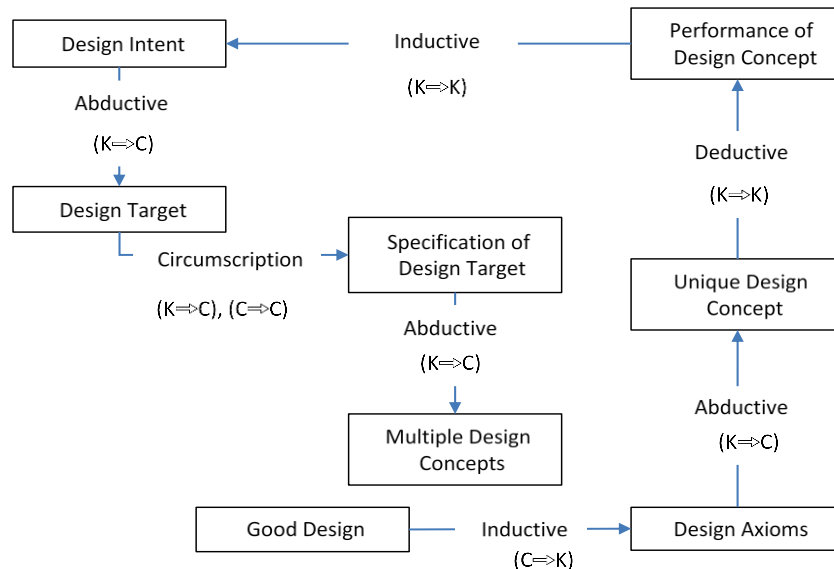 Design Intent
Inductive
(K⇒K)
Performance of
Design Concept
Abductive
(K⇒C)
Design Target
Circumscription
(K⇒C), (C⇒C)
Specification of
Design Target
Deductive
(K⇒K)
Unique Design
Concept
Abductive
(K⇒C)
Multiple Design
Concepts
Abductive
(K⇒C)
Good Design
Inductive
(C⇒K)
Design Axioms